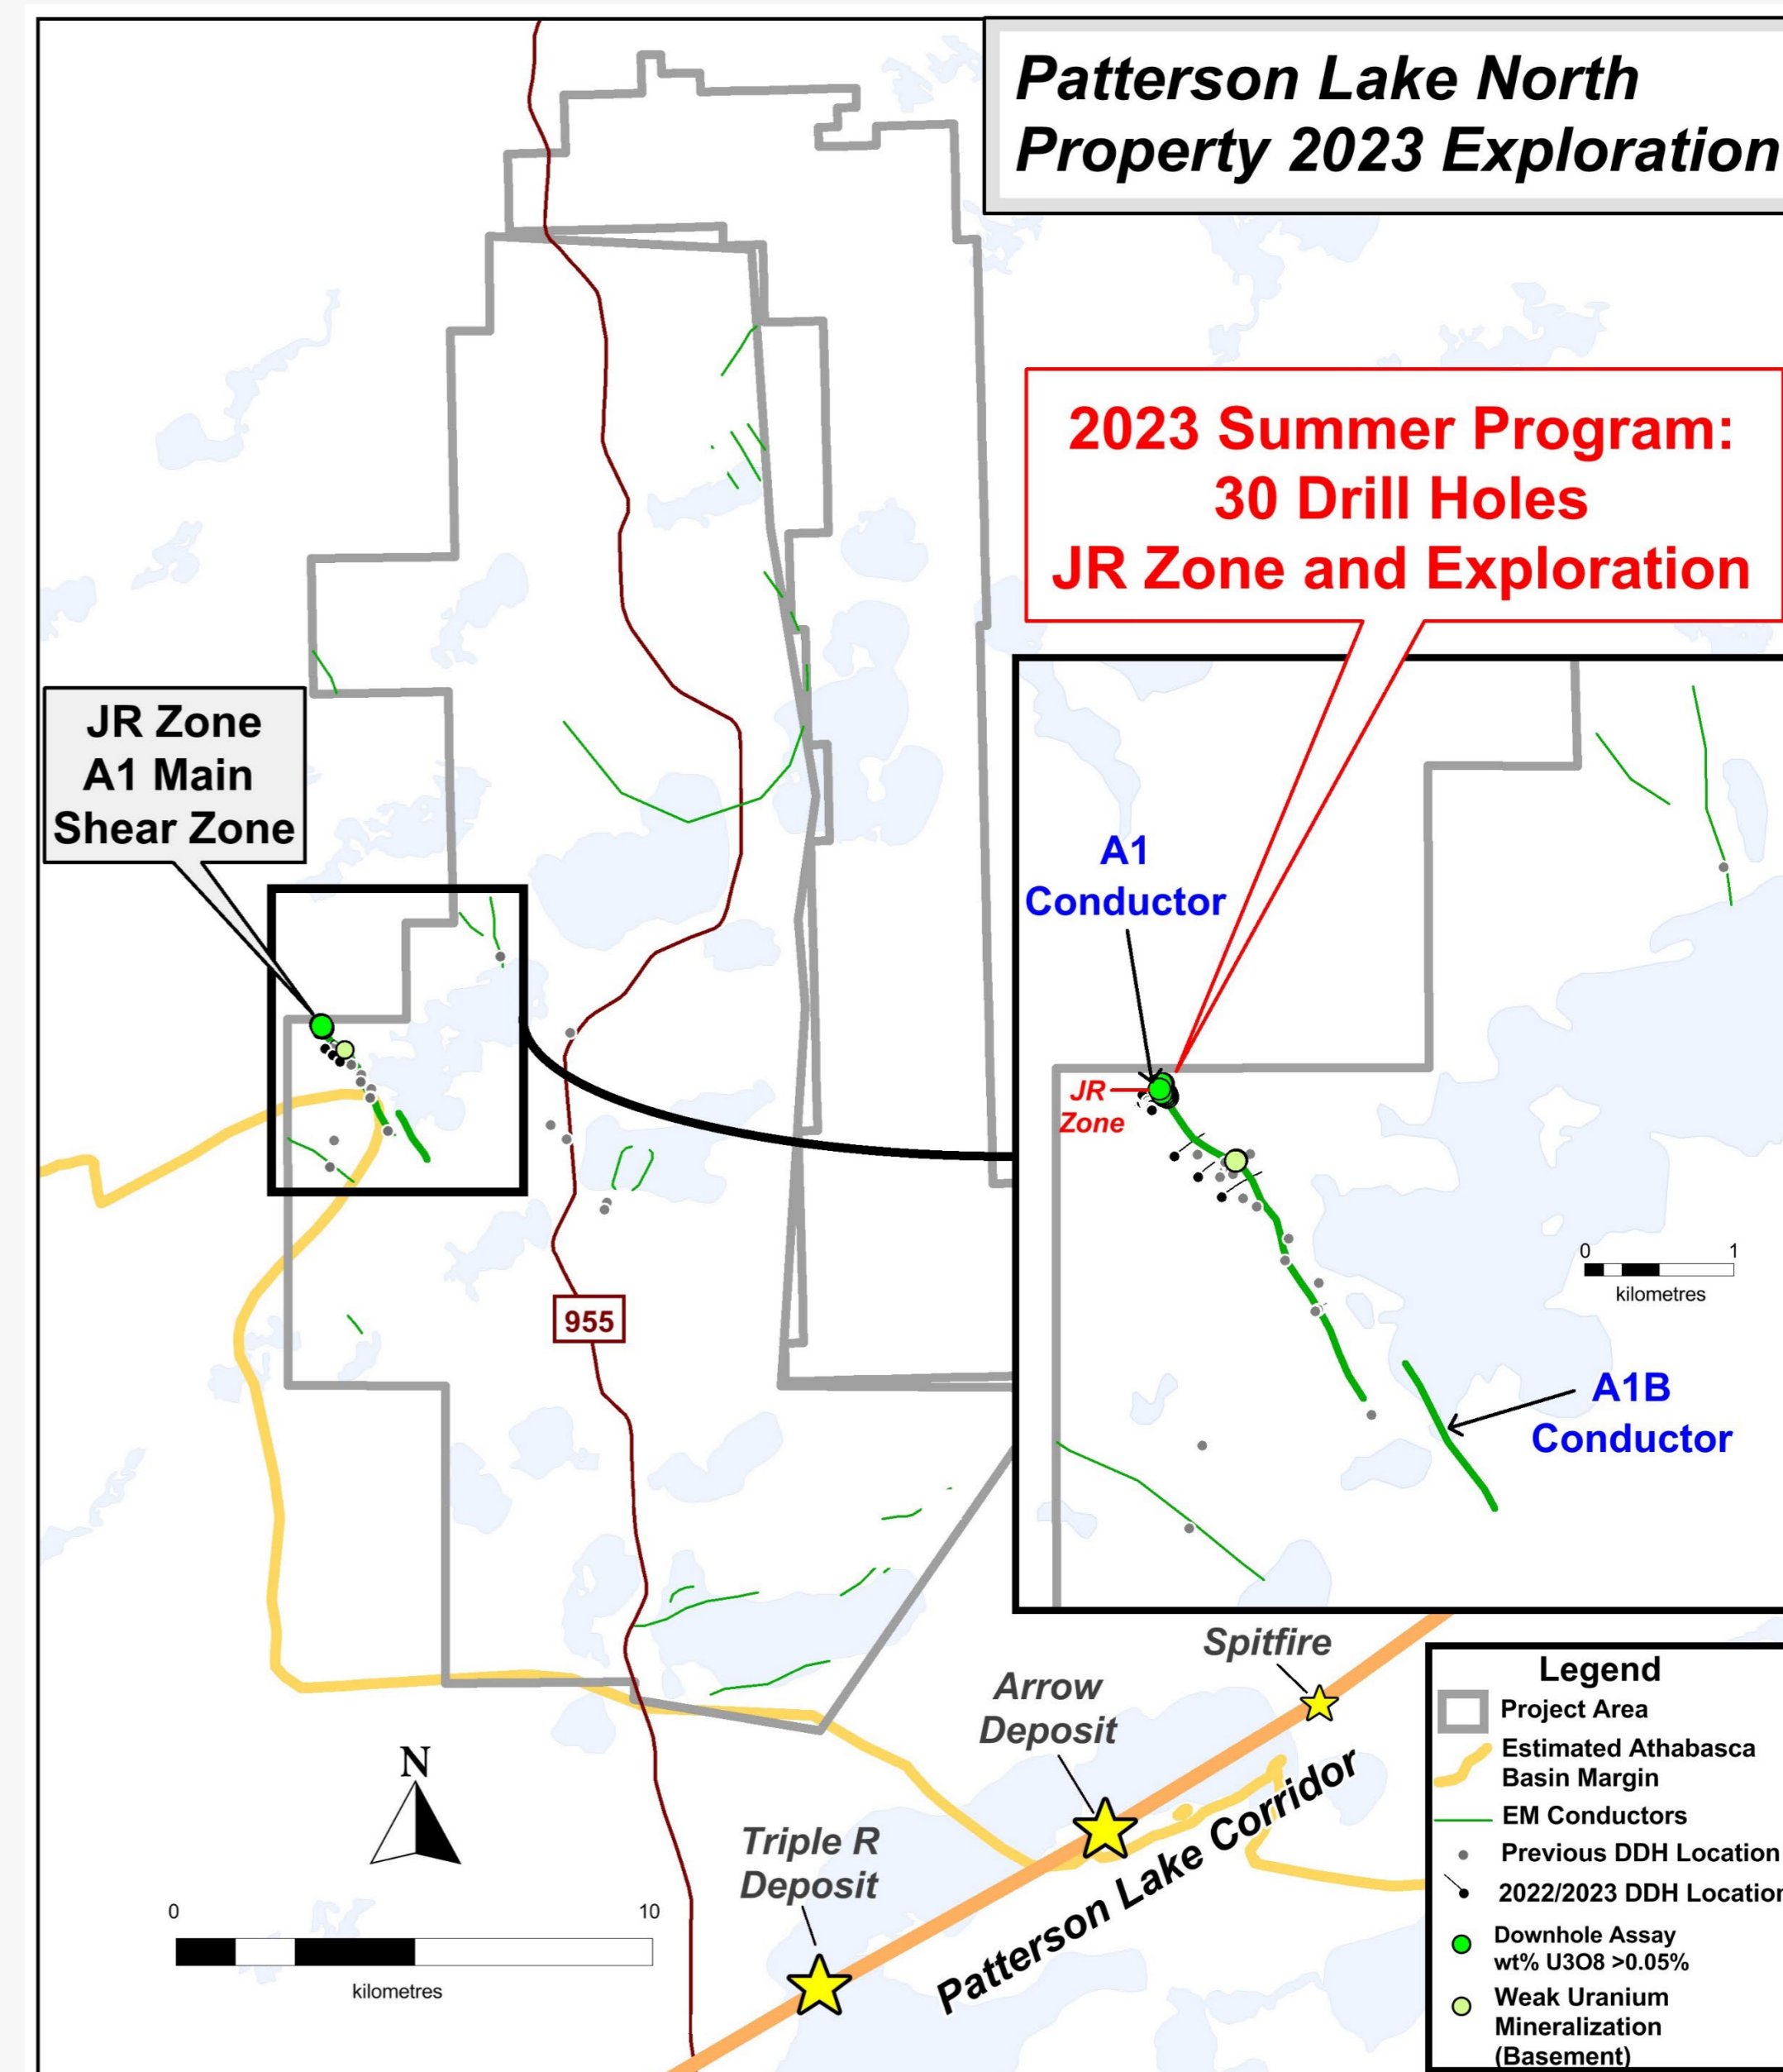 Patterson Lake North
Property 2023 Exploration
2023 Summer Program:
30 Drill Holes
JR Zone and Exploration
JR Zone
A1 Main
Shear Zone
A1
Conductor
JR
Zone
0 1
kilometres
A1B
Conductor
955
Spitfire
Arrow
Deposit
Triple R
Deposit
Patterson Lake Corridor
N
0 10
kilometres
Legend
Project Area
Estimated Athabasca
Basin Margin
EM Conductors
Previous DDH Location
2022/2023 DDH Location
Downhole Assay
wt% U3O8 >0.05%
Weak Uranium
Mineralization
(Basement)